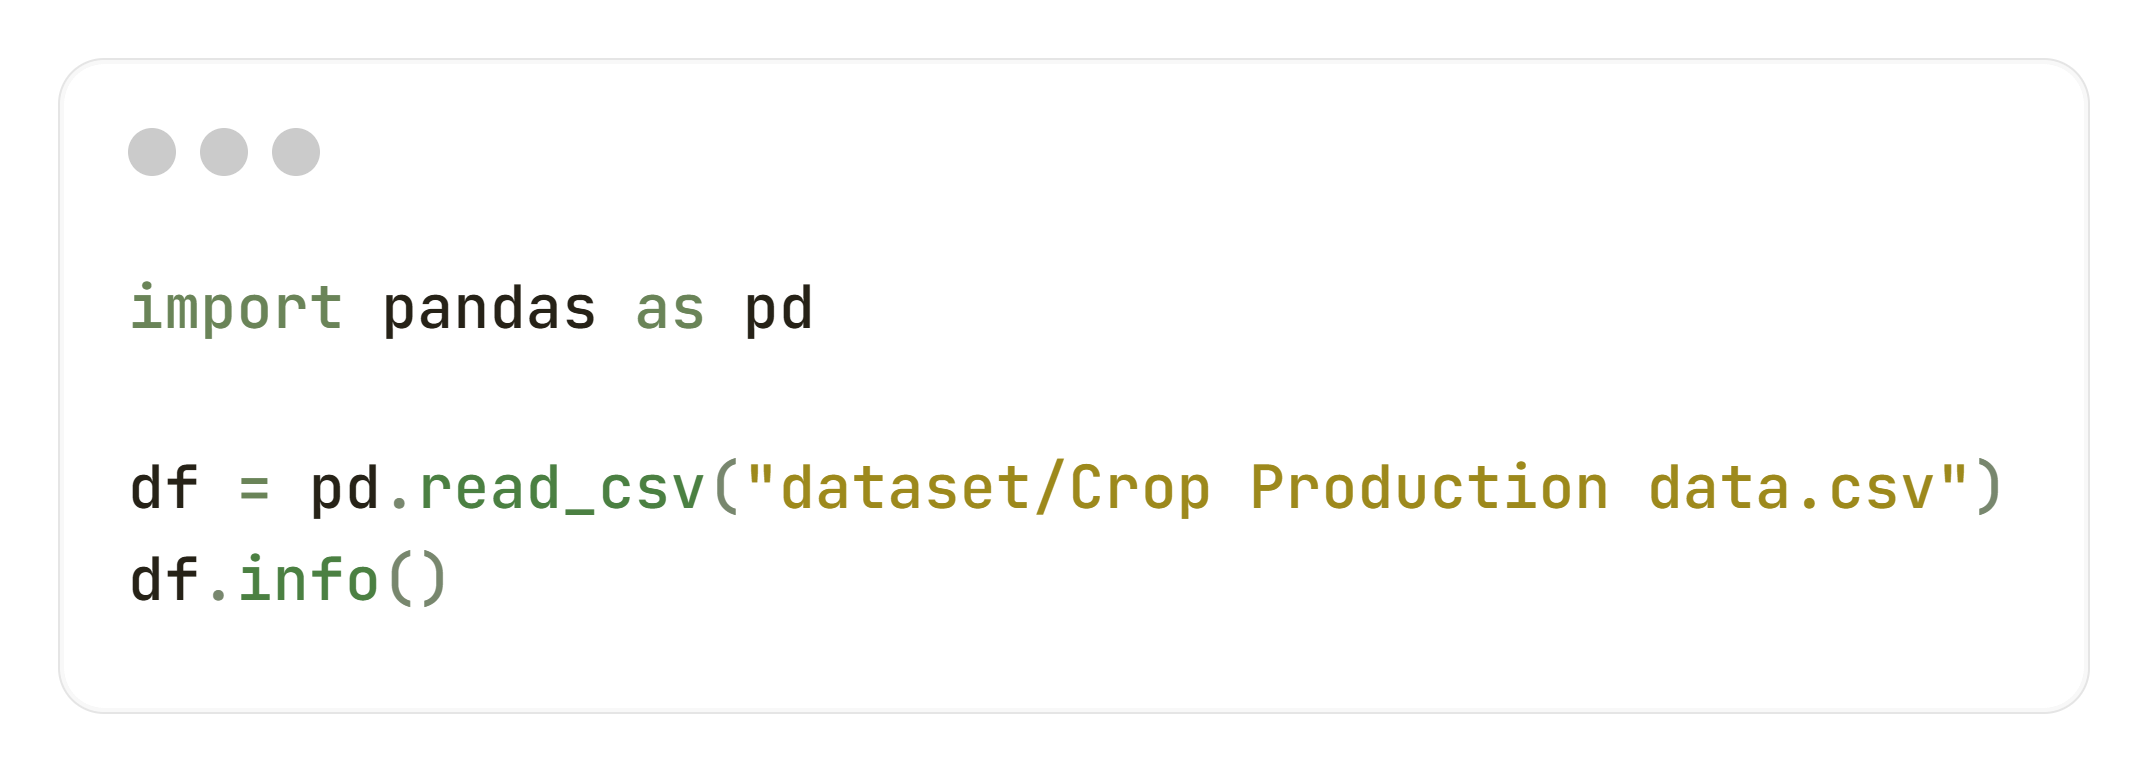 import pandas as pd
df = pd.read_csv("dataset/Crop Production data.csv")
df.info()